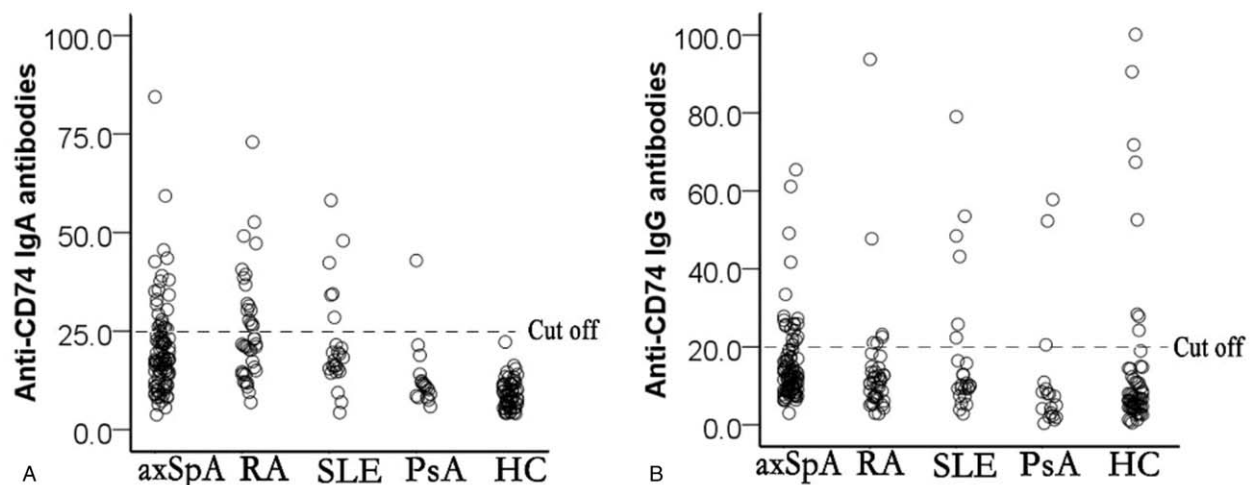 Anti-CD74 IgA antibodies
100.0
75.0
50.0
25.0
0.0
Cut off
axSpA RA SLE PsA HC
A
Anti-CD74 IgG antibodies
100.0
80.0
60.0
40.0
20.0
0.0
Cut off
axSpA RA SLE PsA HC
B